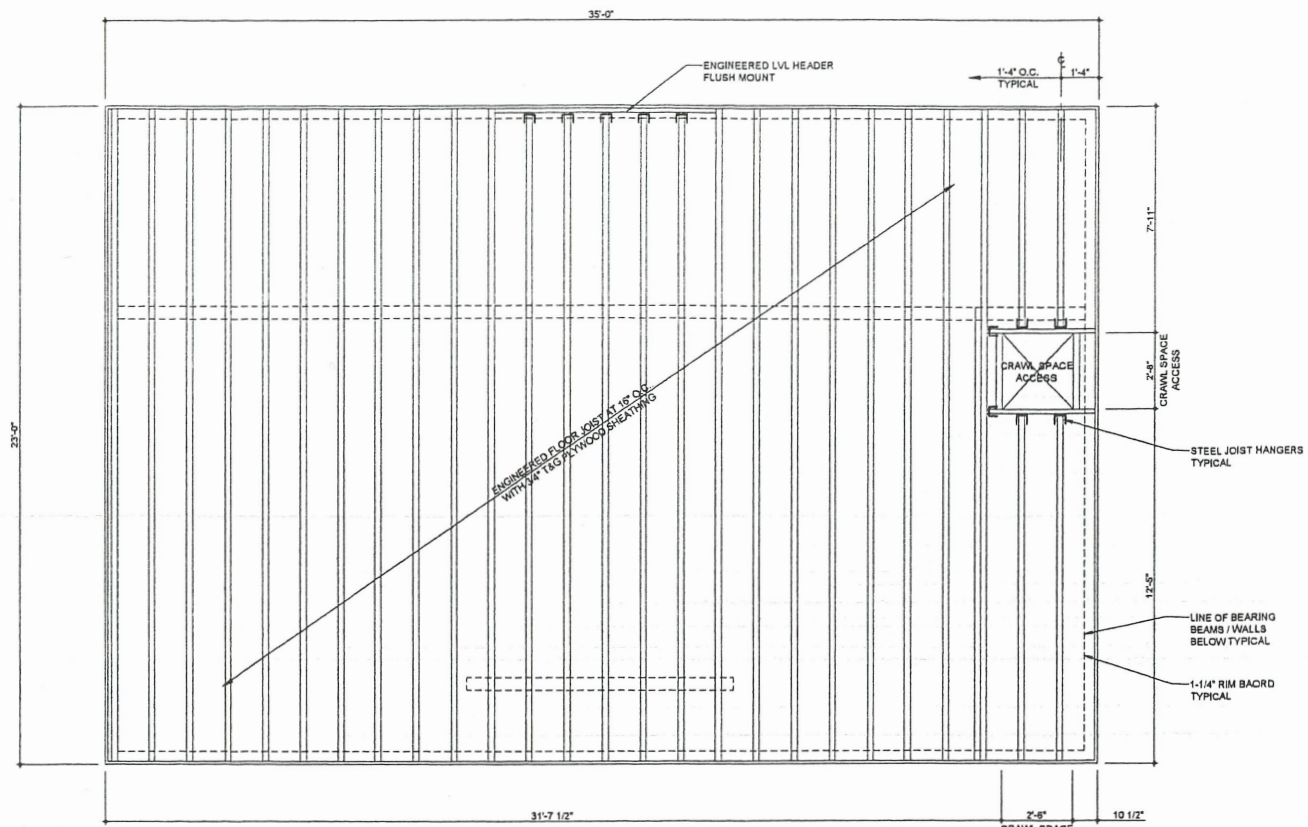 35'-0"
ENGINEERED LVL HEADER
FLUSH MOUNT
1'-4" O.C.
TYPICAL
1'-4"
7'-11"
CRAWL SPACE
ACCESS
2'-8"
CRAWL SPACE
ACCESS
23'-0"
ENGINEERED FLOOR JOIST AT 16" O.C.
WITH 3/4" T&G PLYWOOD SHEATHING
STEEL JOIST HANGERS
TYPICAL
12'-5"
LINE OF BEARING
BEAMS / WALLS
BELOW TYPICAL
1-1/4" RIM BAORD
TYPICAL
31'-7 1/2"
2'-6"
10 1/2"
CRAWL SPACE